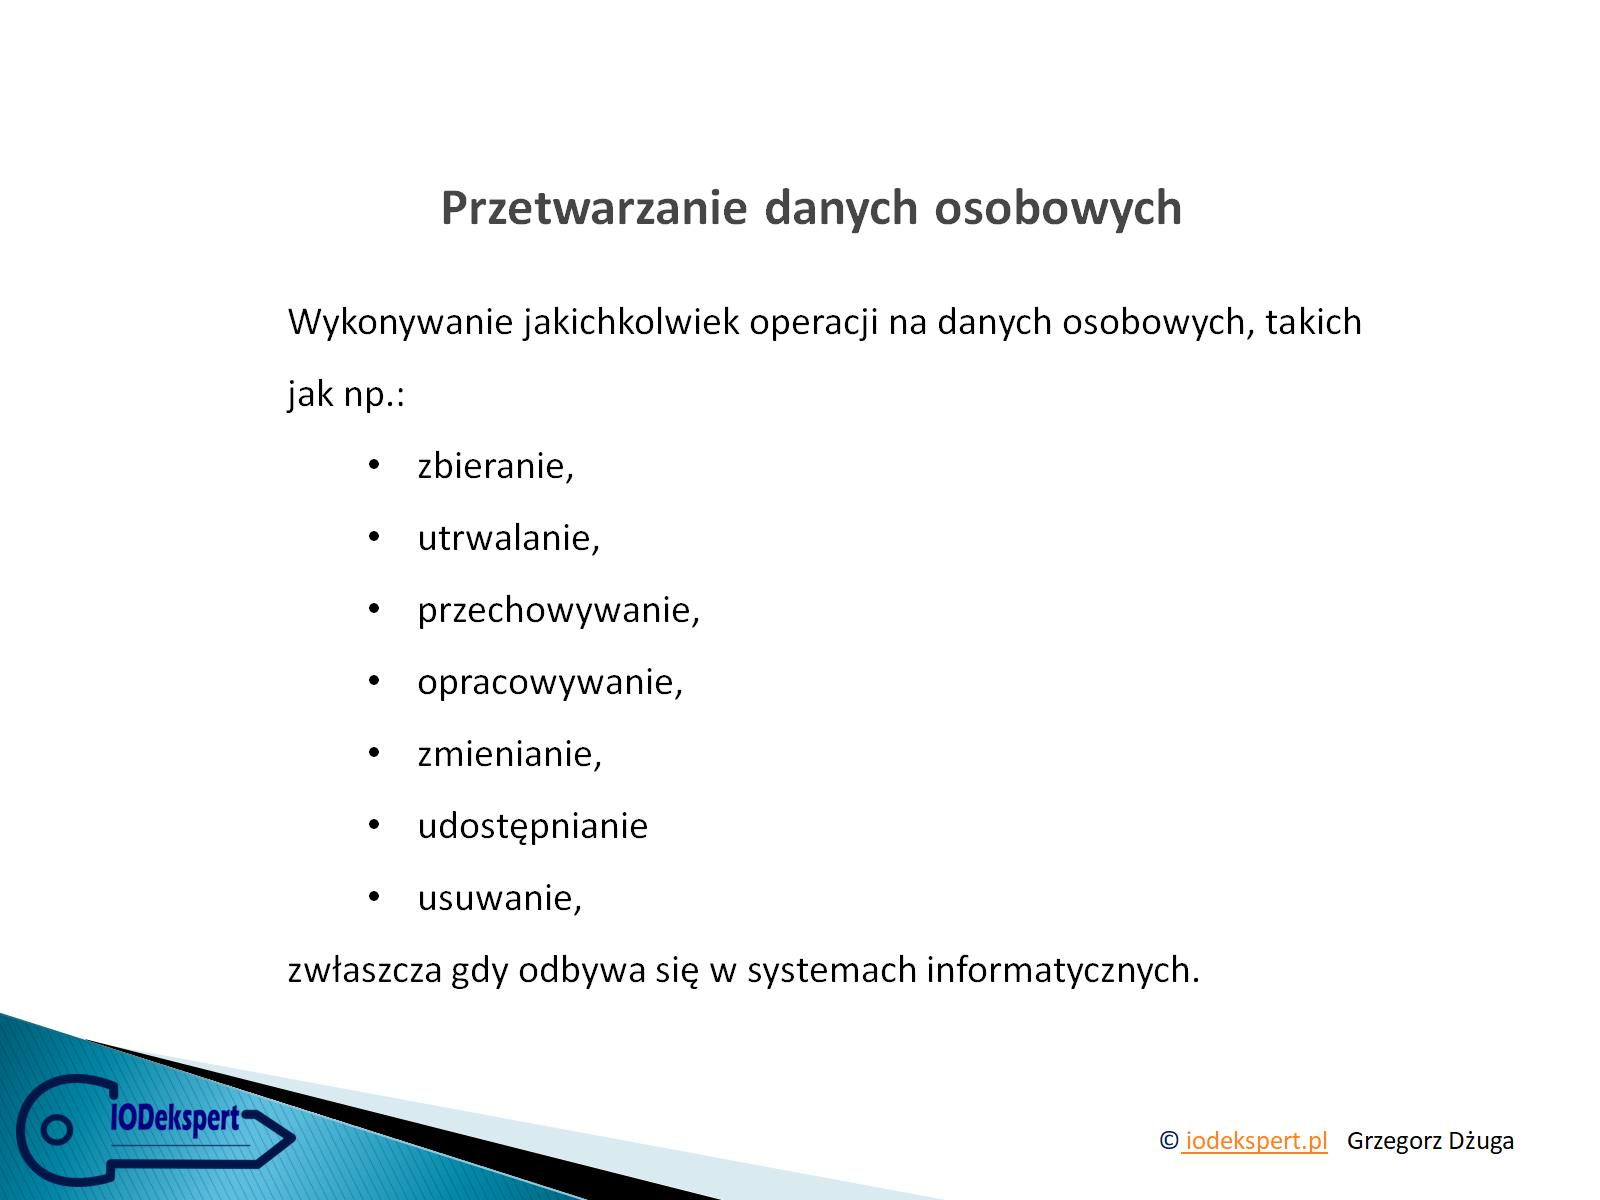 Przetwarzanie danych osobowych
Wykonywanie jakichkolwiek operacji na danych osobowych, takich
jak np.:
• zbieranie,
• utrwalanie,
• przechowywanie,
• opracowywanie,
• zmienianie,
• udostępnianie
• usuwanie,
zwłaszcza gdy odbywa się w systemach informatycznych.
IODekspert
© iodekspert.pl Grzegorz Dżuga